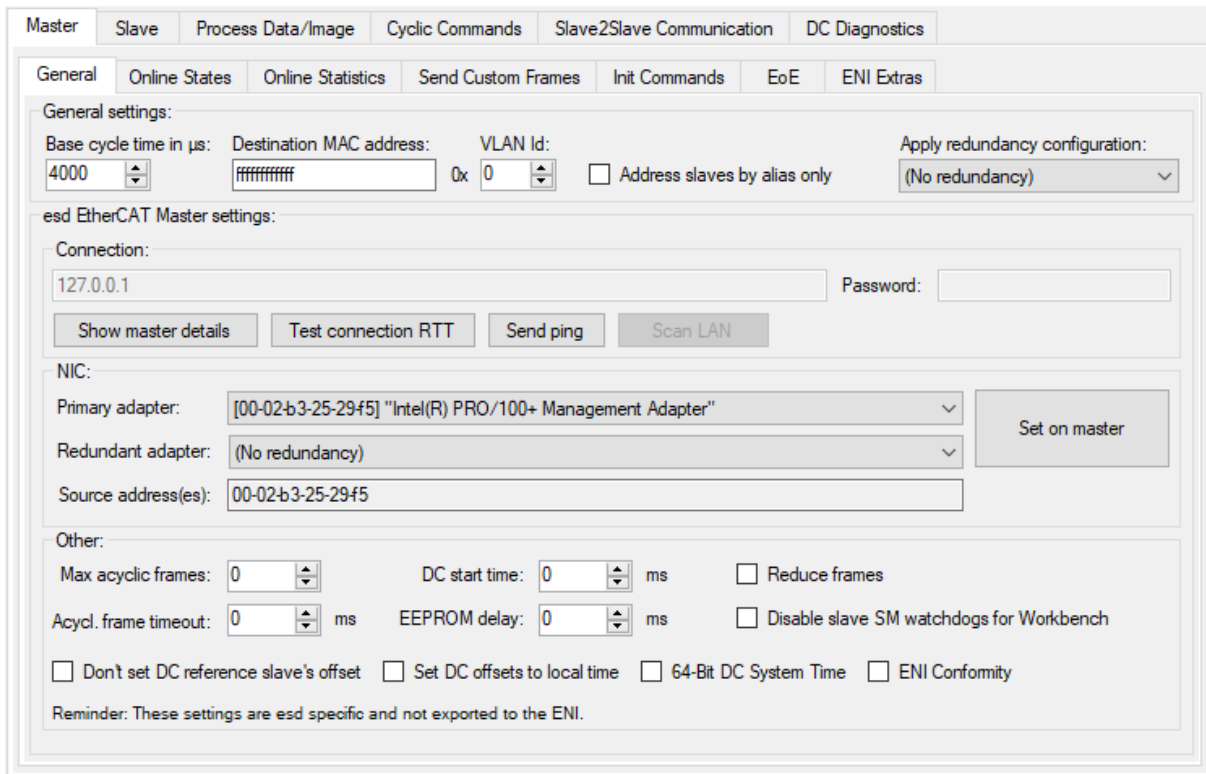 Master Slave Process Data/Image Cyclic Commands Slave2Slave Communication DC Diagnostics
General Online States Online Statistics Send Custom Frames Init Commands EoE ENI Extras
General settings:
Base cycle time in µs: Destination MAC address: VLAN Id: Apply redundancy configuration:
4000 ffffffffffff 0x 0 Address slaves by alias only (No redundancy)
esd EtherCAT Master settings:
Connection:
127.0.0.1 Password:
Show master details Test connection RTT Send ping Scan LAN
NIC:
Primary adapter: [00-02-b3-25-29-f5] "Intel(R) PRO/100+ Management Adapter"
Set on master
Redundant adapter: (No redundancy)
Source address(es): 00-02-b3-25-29-f5
Other:
Max acyclic frames: 0 DC start time: 0 ms Reduce frames
Acycl. frame timeout: 0 ms EEPROM delay: 0 ms Disable slave SM watchdogs for Workbench
Don't set DC reference slave's offset Set DC offsets to local time 64-Bit DC System Time ENI Conformity
Reminder: These settings are esd specific and not exported to the ENI.